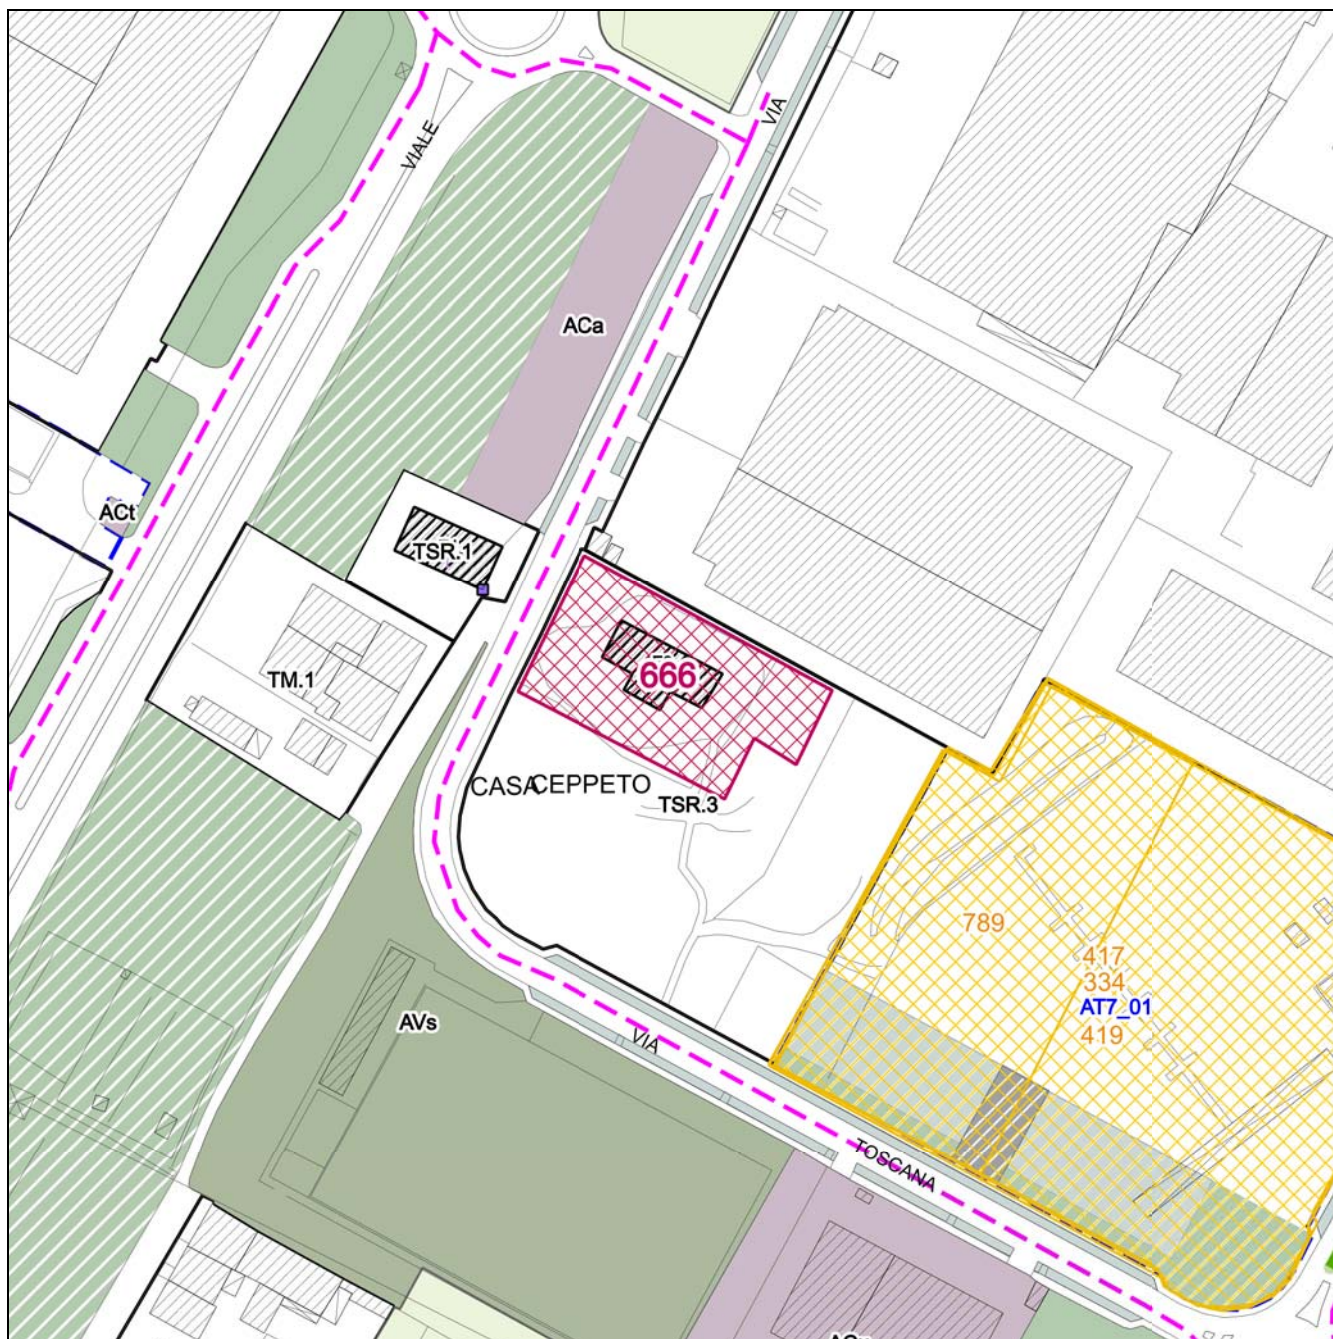 VIALE
VIA
ACa
ACt
TSR.1
TM.1
666
CASA CEPPETO
TSR.3
789
417
334
AT7_01
419
AVs
VIA
TOSCANA